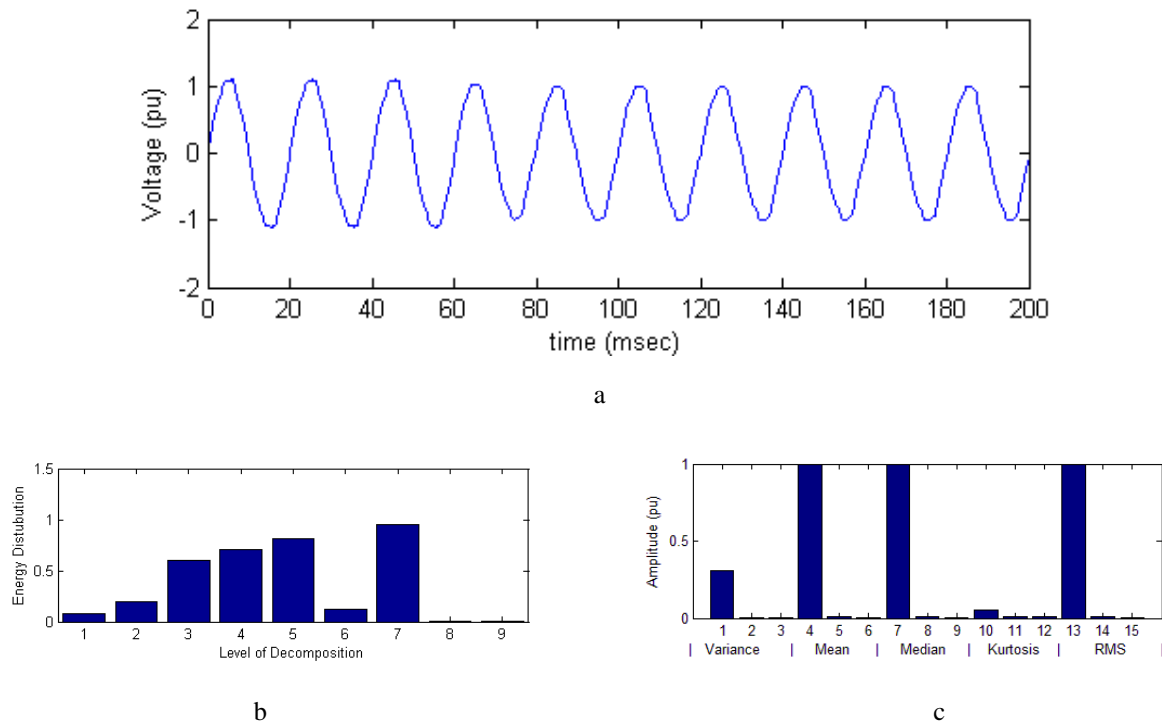 2
1
0
-1
-2
Voltage (pu)
0 20 40 60 80 100 120 140 160 180 200
time (msec)
a
1.5
1
0.5
0
Energy Distubution
1 2 3 4 5 6 7 8 9
Level of Decomposition
b
1
0.5
0
Amplitude (pu)
1 2 3 4 5 6 7 8 9 10 11 12 13 14 15
| Variance | Mean | Median | Kurtosis | RMS |
c